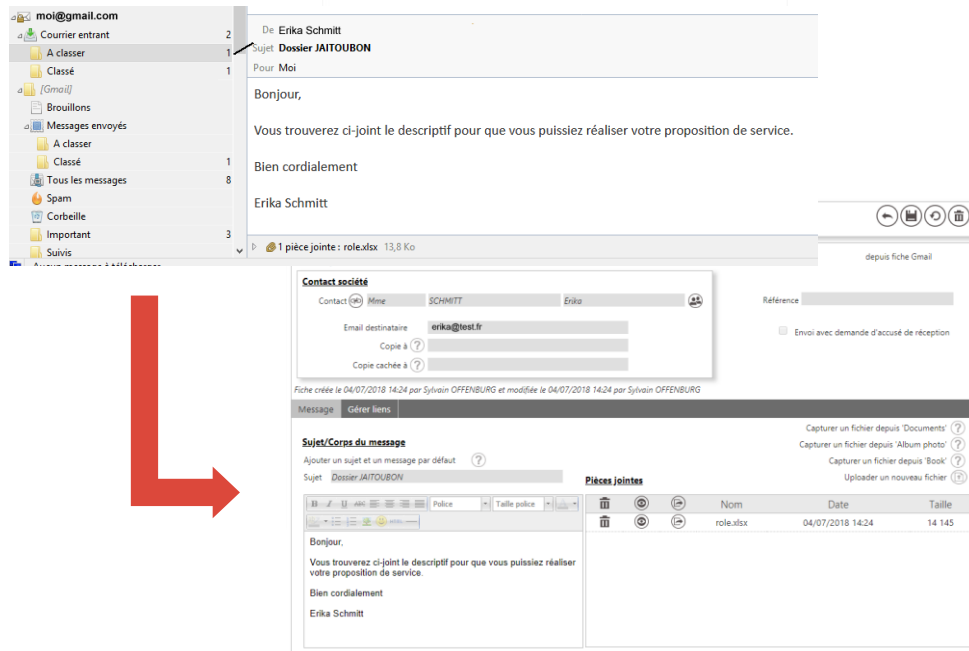 moi@gmail.com
Courrier entrant 2
A classer 1
Classé 1
[Gmail]
Brouillons
Messages envoyés
A classer
Classé 1
Tous les messages 8
Spam
Corbeille
Important 3
Suivis
De Erika Schmitt
Sujet Dossier JAITOUBON
Pour Moi
Bonjour,
Vous trouverez ci-joint le descriptif pour que vous puissiez réaliser votre proposition de service.
Bien cordialement
Erika Schmitt
1 pièce jointe : role.xlsx 13,8 Ko
depuis fiche Gmail
Contact société
Contact Mme SCHMITT Erika
Référence
Email destinataire erika@test.fr
Envoi avec demande d'accusé de réception
Copie à ?
Copie cachée à ?
Fiche créée le 04/07/2018 14:24 par Sylvain OFFENBURG et modifiée le 04/07/2018 14:24 par Sylvain OFFENBURG
Message Gérer liens
Capturer un fichier depuis 'Documents' ?
Capturer un fichier depuis 'Album photo' ?
Capturer un fichier depuis 'Book' ?
Uploader un nouveau fichier
Sujet/Corps du message
Ajouter un sujet et un message par défaut ?
Sujet Dossier JAITOUBON
B I U ABC Police Taille police A
HTML
Bonjour,
Vous trouverez ci-joint le descriptif pour que vous puissiez réaliser
votre proposition de service.
Bien cordialement
Erika Schmitt
Pièces jointes
Nom Date Taille
role.xlsx 04/07/2018 14:24 14 145